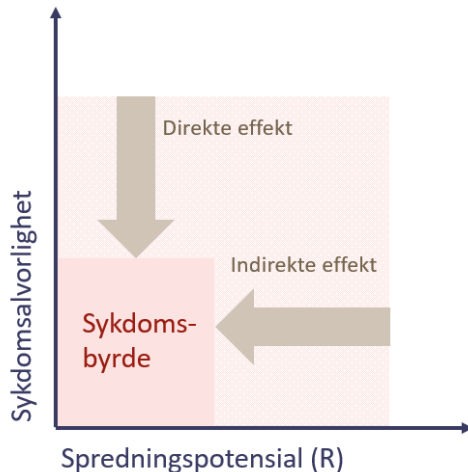 Sykdomsalvorlighet
Direkte effekt
Indirekte effekt
Sykdoms-
byrde
Spredningspotensial (R)